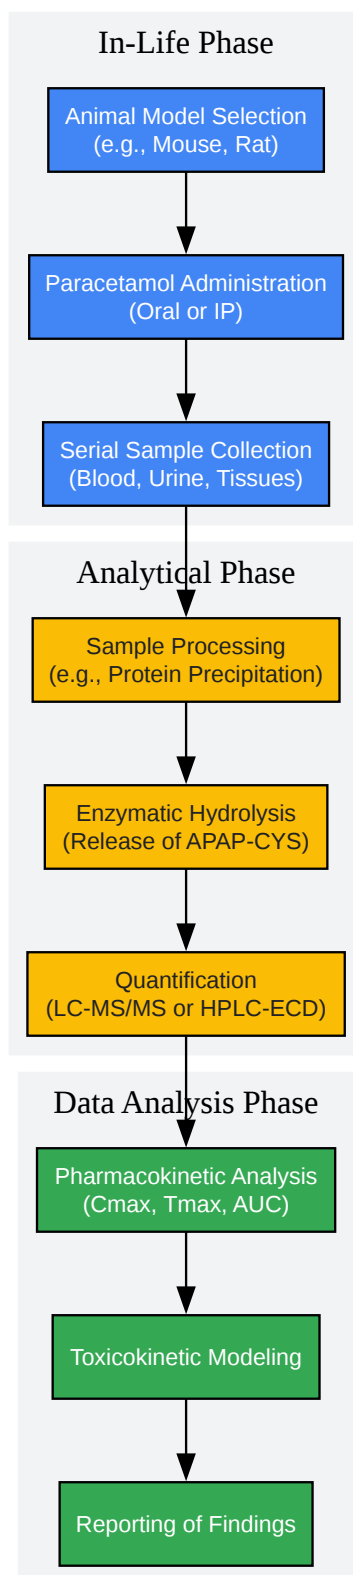 In-Life Phase
Animal Model Selection
(e.g., Mouse, Rat)
Paracetamol Administration
(Oral or IP)
Serial Sample Collection
(Blood, Urine, Tissues)
Analytical Phase
Sample Processing
(e.g., Protein Precipitation)
Enzymatic Hydrolysis
(Release of APAP-CYS)
Quantification
(LC-MS/MS or HPLC-ECD)
Data Analysis Phase
Pharmacokinetic Analysis
(Cmax, Tmax, AUC)
Toxicokinetic Modeling
Reporting of Findings